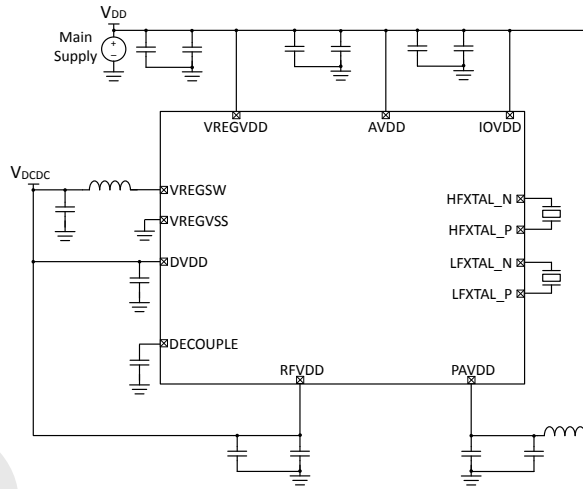 VDD
Main
Supply
+
−
VREGVDD
AVDD
IOVDD
VDCDC
VREGSW
VREGVSS
DVDD
DECOUPLE
HFXTAL_N
HFXTAL_P
LFXTAL_N
LFXTAL_P
RFVDD
PAVDD